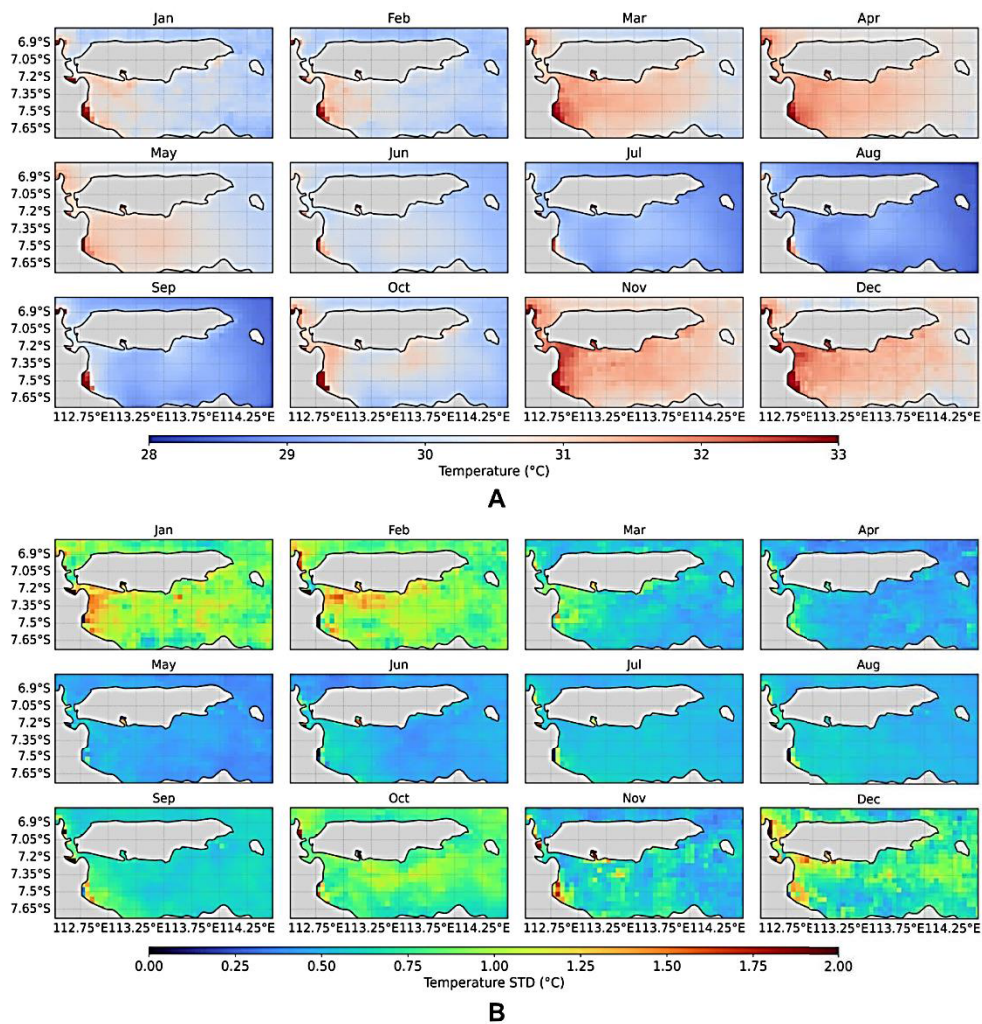 Jan Feb Mar Apr
6.9°S
7.05°S
7.2°S
7.35°S
7.5°S
7.65°S
May Jun Jul Aug
6.9°S
7.05°S
7.2°S
7.35°S
7.5°S
7.65°S
Sep Oct Nov Dec
6.9°S
7.05°S
7.2°S
7.35°S
7.5°S
7.65°S
112.75°E113.25°E113.75°E114.25°E 112.75°E113.25°E113.75°E114.25°E 112.75°E113.25°E113.75°E114.25°E 112.75°E113.25°E113.75°E114.25°E
28 29 30 31 32 33
Temperature (°C)
A
Jan Feb Mar Apr
6.9°S
7.05°S
7.2°S
7.35°S
7.5°S
7.65°S
May Jun Jul Aug
6.9°S
7.05°S
7.2°S
7.35°S
7.5°S
7.65°S
Sep Oct Nov Dec
6.9°S
7.05°S
7.2°S
7.35°S
7.5°S
7.65°S
112.75°E113.25°E113.75°E114.25°E 112.75°E113.25°E113.75°E114.25°E 112.75°E113.25°E113.75°E114.25°E 112.75°E113.25°E113.75°E114.25°E
0.00 0.25 0.50 0.75 1.00 1.25 1.50 1.75 2.00
Temperature STD (°C)
B